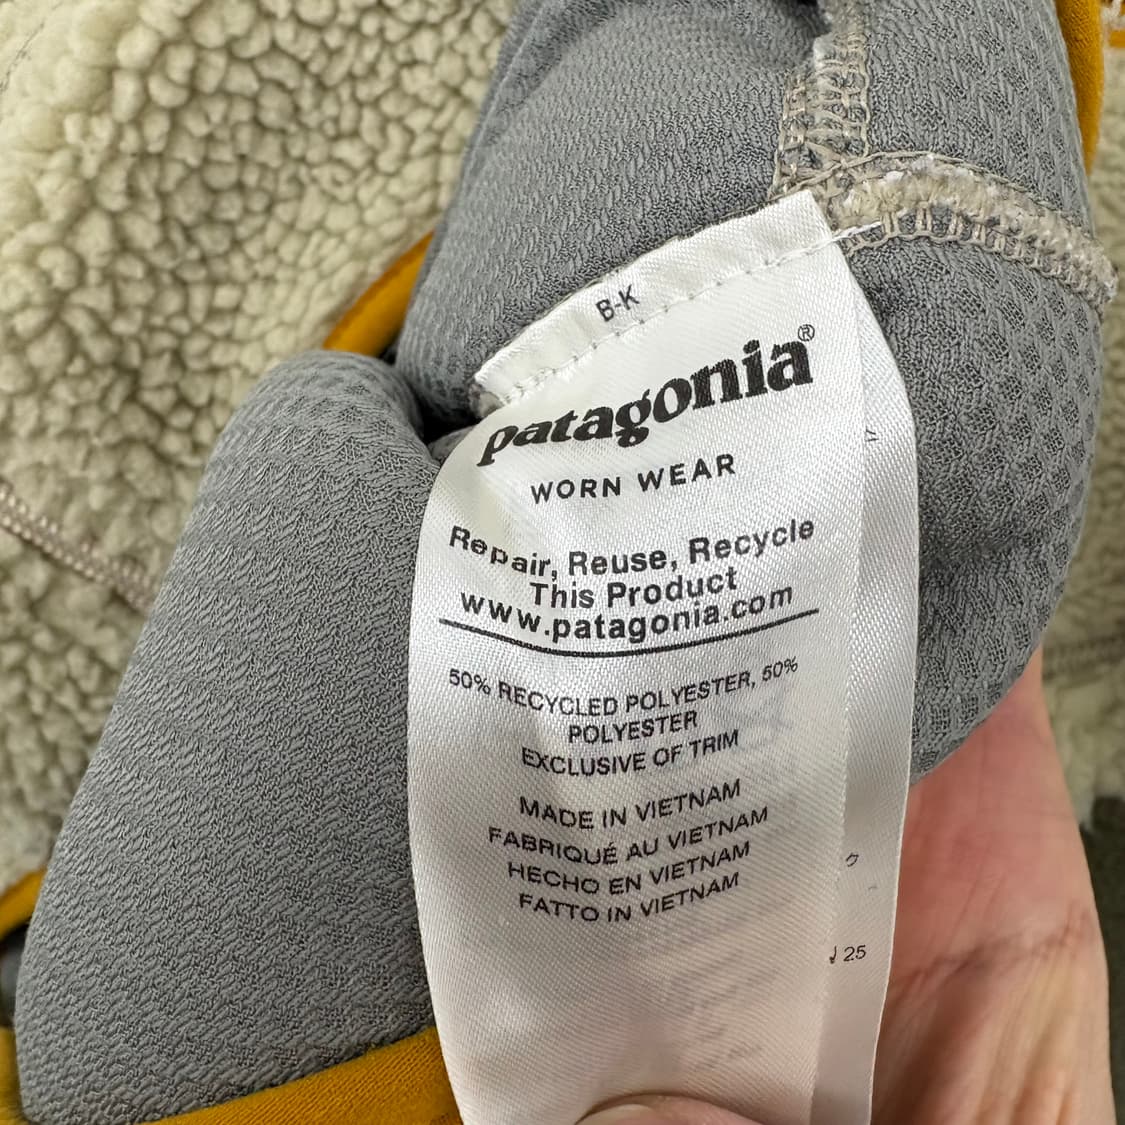 B-K
patagonia®
WORN WEAR
Repair, Reuse, Recycle
This Product
www.patagonia.com
50% RECYCLED POLYESTER, 50%
POLYESTER
EXCLUSIVE OF TRIM
MADE IN VIETNAM
FABRIQUÉ AU VIETNAM
HECHO EN VIETNAM
FATTO IN VIETNAM
25